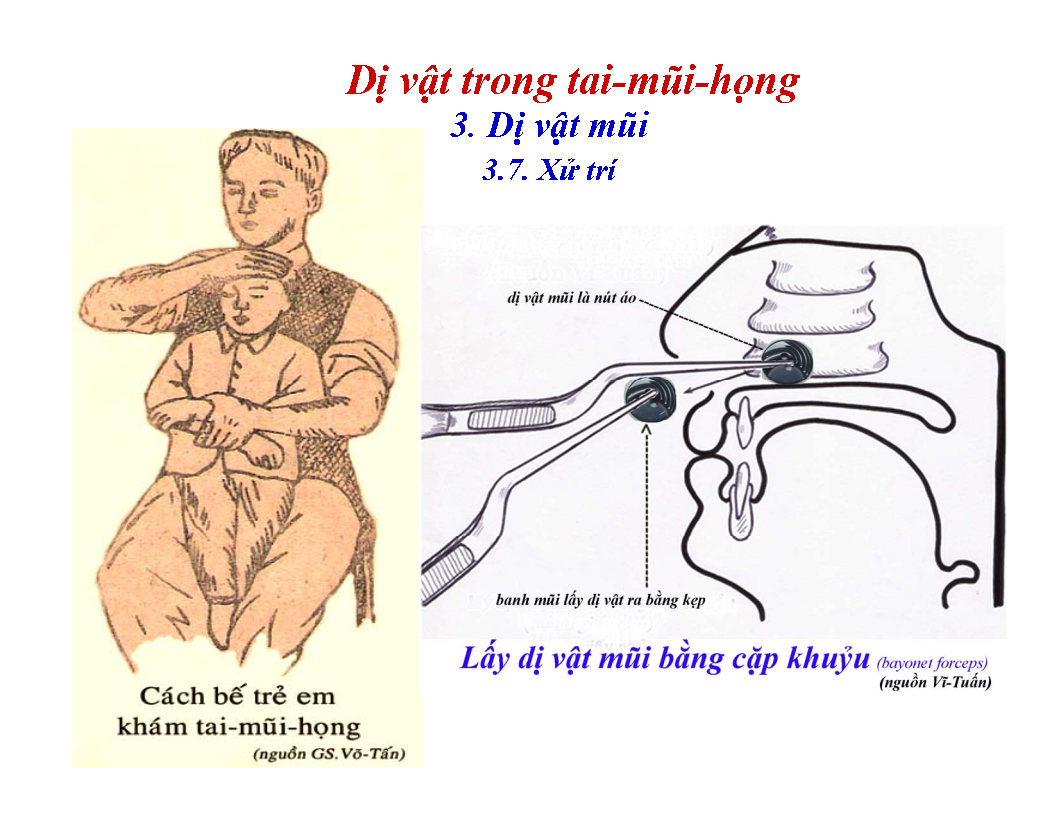 Dị vật trong tai-mũi-họng
3. Dị vật mũi
3.7. Xử trí
dị vật mũi là nút áo
banh mũi lấy dị vật ra bằng kẹp
Lấy dị vật mũi bằng cặp khuỷu (bayonet forceps)
(nguồn Vĩ-Tuấn)
Cách bế trẻ em
khám tai-mũi-họng
(nguồn GS.Võ-Tấn)